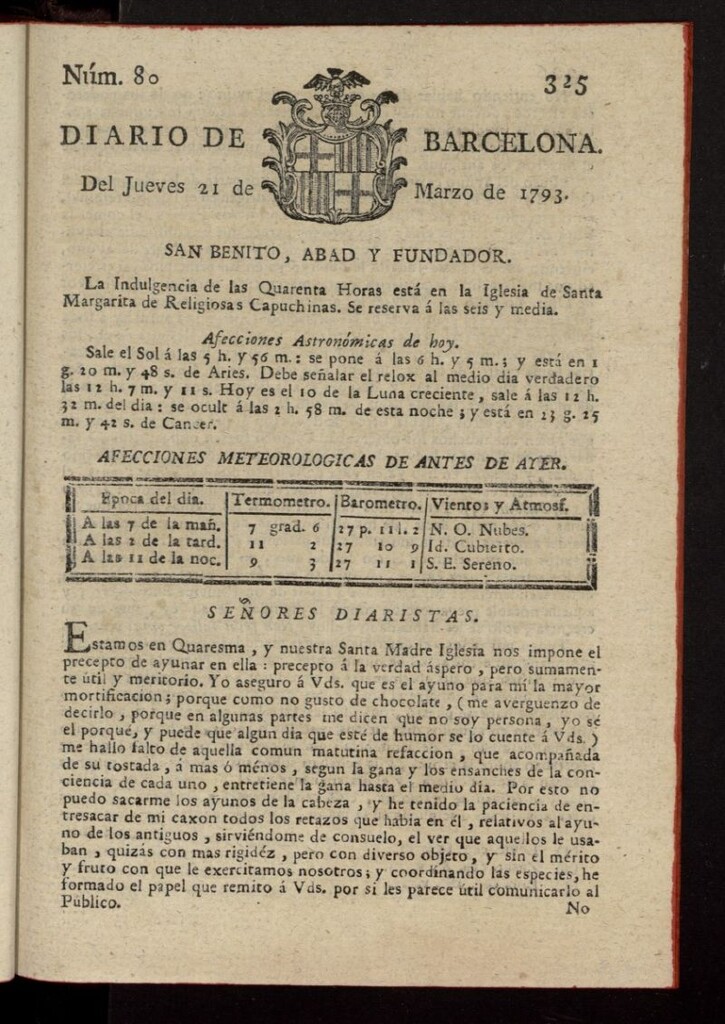 Núm. 80
325
DIARIO DE BARCELONA.
Del Jueves 21 de Marzo de 1793.
SAN BENITO, ABAD Y FUNDADOR.
La Indulgencia de las Quarenta Horas está en la Iglesia de Santa
Margarita de Religiosas Capuchinas. Se reserva á las seis y media.
Afecciones Astronómicas de hoy.
Sale el Sol á las 5 h. y 56 m.: se pone á las 6 h. y 5 m.; y está en 1
g. 20 m. y 48 s. de Aries. Debe señalar el relox al medio dia verdadero
las 12 h. 7 m. y 11 s. Hoy es el 10 de la Luna creciente, sale á las 12 h.
32 m. del dia: se ocult á las 2 h. 58 m. de esta noche; y está en 23 g. 25
m. y 42 s. de Cancer.
AFECCIONES METEOROLOGICAS DE ANTES DE AYER.
Epoca del dia. Termometro. Barometro. Vientos y Atmosf.
A las 7 de la mañ. 7 grad. 6 27 p. 11 l. 2 N. O. Nubes.
A las 2 de la tard. 11 2 27 10 9 Id. Cubierto.
A las 11 de la noc. 9 3 27 11 1 S. E. Sereno.
SEÑORES DIARISTAS.
Estamos en Quaresma, y nuestra Santa Madre Iglesia nos impone el
precepto de ayunar en ella: precepto á la verdad áspero, pero sumamen-
te útil y meritorio. Yo aseguro á Vds. que es el ayuno para mí la mayor
mortificacion; porque como no gusto de chocolate, (me averguenzo de
decirlo, porque en algunas partes me dicen que no soy persona, yo sé
el porqué, y puede que algun dia que esté de humor se lo cuente á Vds.)
me hallo falto de aquella comun matutina refaccion, que acompañada
de su tostada, á mas ó ménos, segun la gana y los ensanches de la con-
ciencia de cada uno, entretiene la gana hasta el medio dia. Por esto no
puedo sacarme los ayunos de la cabeza, y he tenido la paciencia de en-
tresacar de mi caxon todos los retazos que habia en él, relativos al ayu-
no de los antiguos, sirviéndome de consuelo, el ver que aquellos le usa-
ban, quizás con mas rigidéz, pero con diverso objeto, y sin el mérito
y fruto con que le exercitamos nosotros; y coordinando las especies, he
formado el papel que remito á Vds. por si les parece útil comunicarlo al
Público.
No